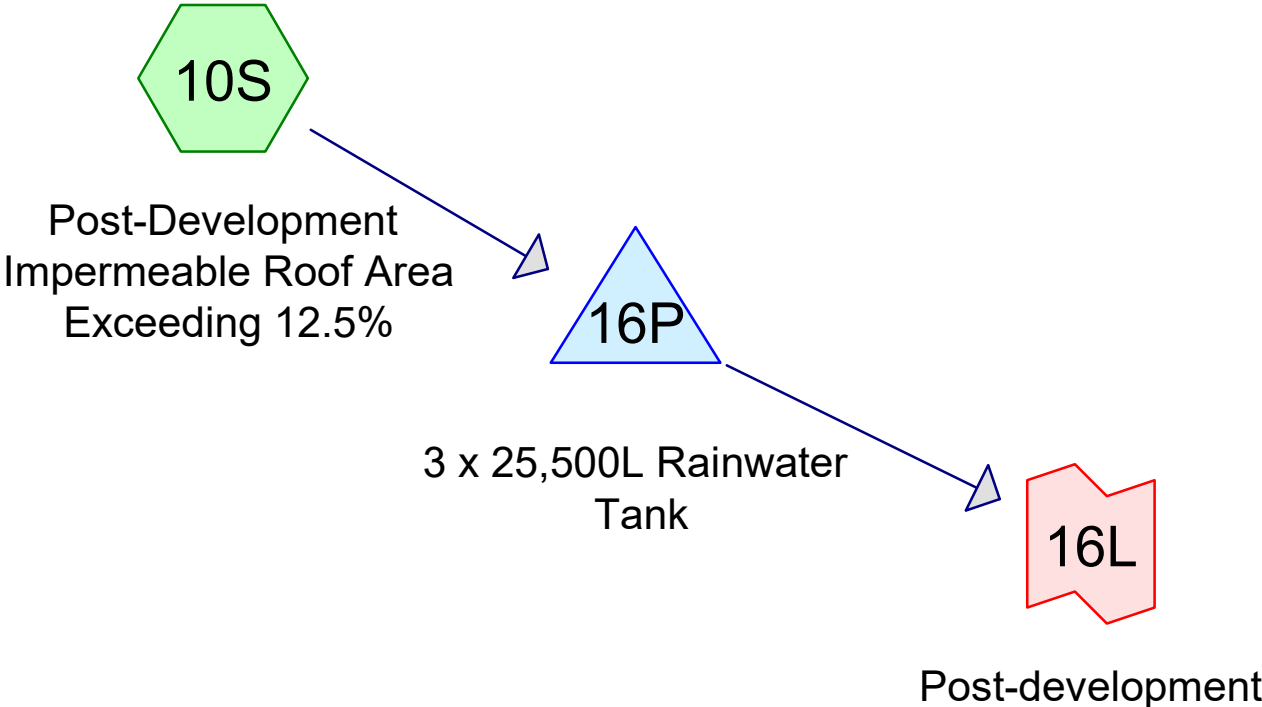 10S
Post-Development
Impermeable Roof Area
Exceeding 12.5%
16P
3 x 25,500L Rainwater
Tank
16L
Post-development